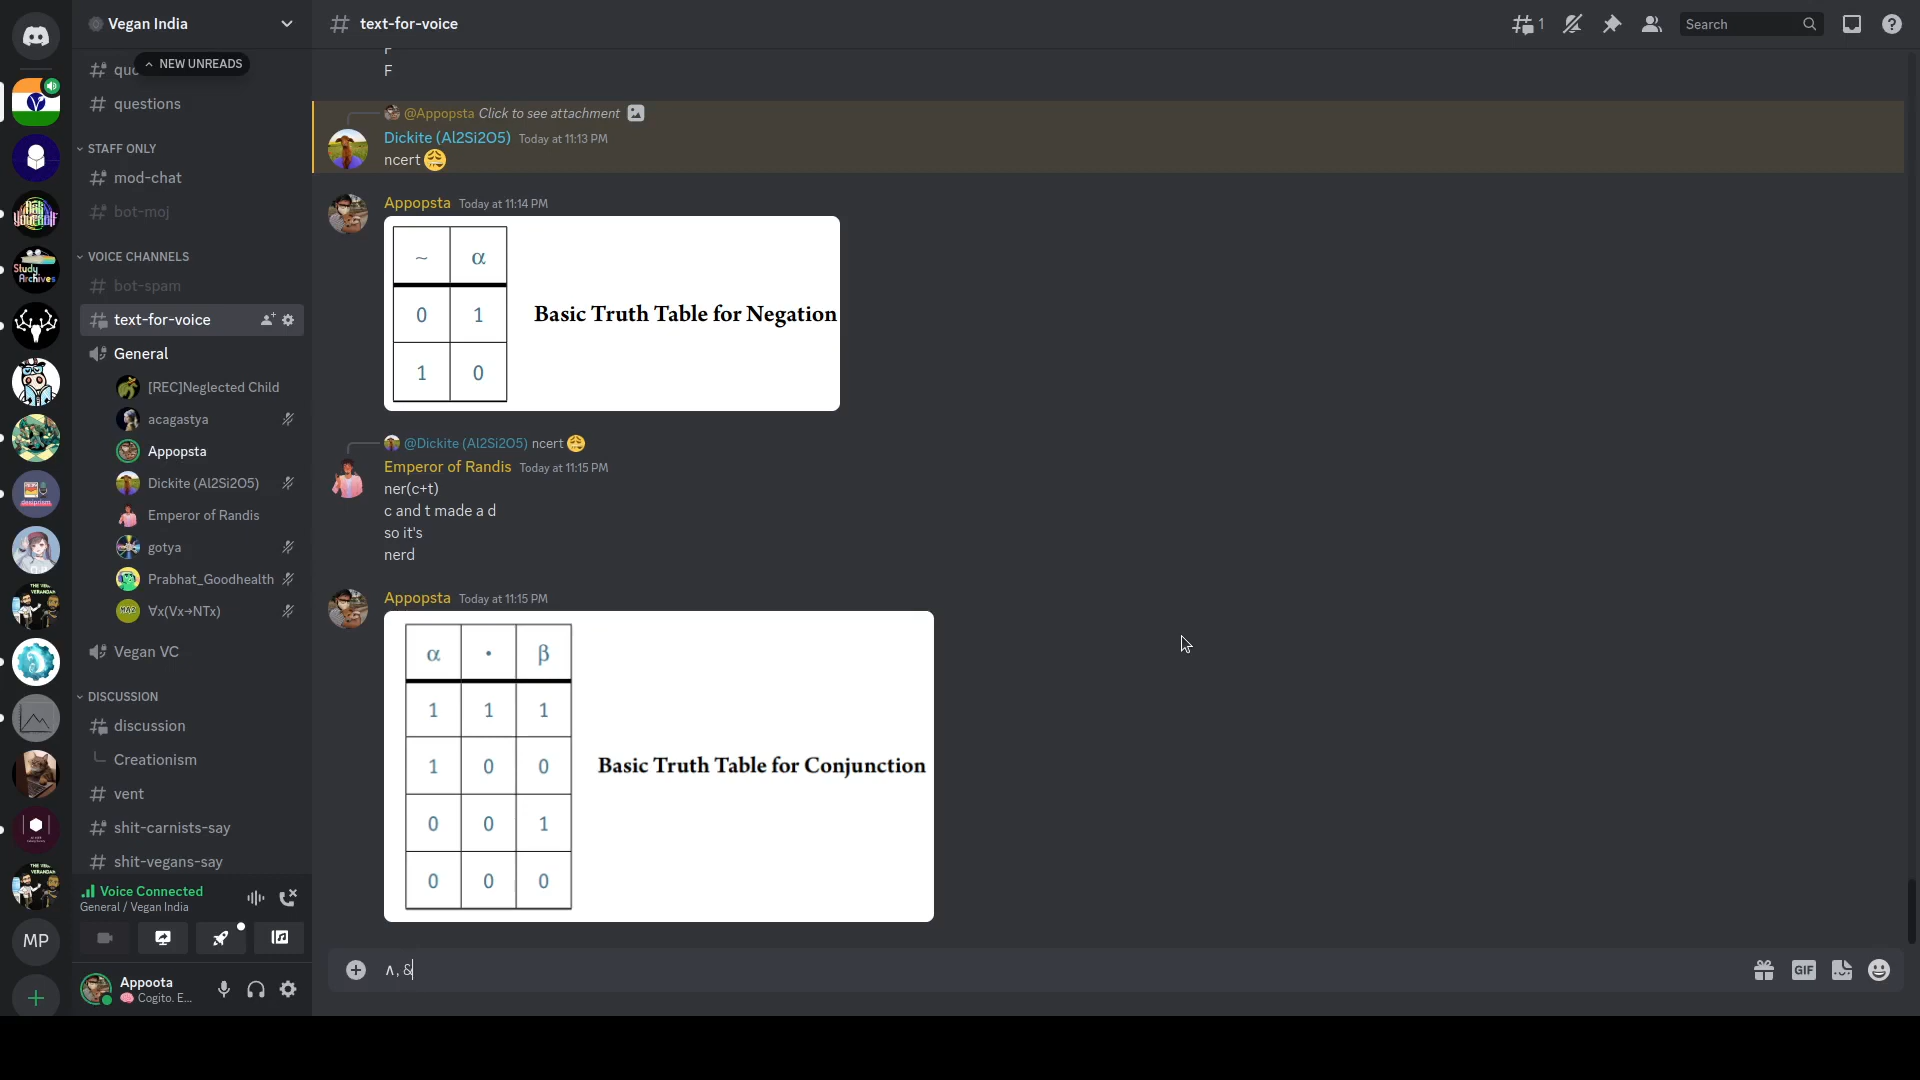 Vegan India
NEW UNREADS
questions
STAFF ONLY
mod-chat
bot-moj
VOICE CHANNELS
bot-spam
text-for-voice
General
[REC]Neglected Child
acagastya
Appopsta
Dickite (Al2Si2O5)
Emperor of Randis
gotya
Prabhat_Goodhealth
∀x(Vx→NTx)
Vegan VC
DISCUSSION
discussion
Creationism
vent
shit-carnists-say
shit-vegans-say
Voice Connected
General / Vegan India
Appoota
Cogito. E...
MP
# text-for-voice
1
Search
F
@Appopsta Click to see attachment
Dickite (Al2Si2O5) Today at 11:13 PM
ncert
Appopsta Today at 11:14 PM
~ α
0 1
1 0
Basic Truth Table for Negation
@Dickite (Al2Si2O5) ncert
Emperor of Randis Today at 11:15 PM
ner(c+t)
c and t made a d
so it's
nerd
Appopsta Today at 11:15 PM
α • β
1 1 1
1 0 0
0 0 1
0 0 0
Basic Truth Table for Conjunction
∧, &
GIF